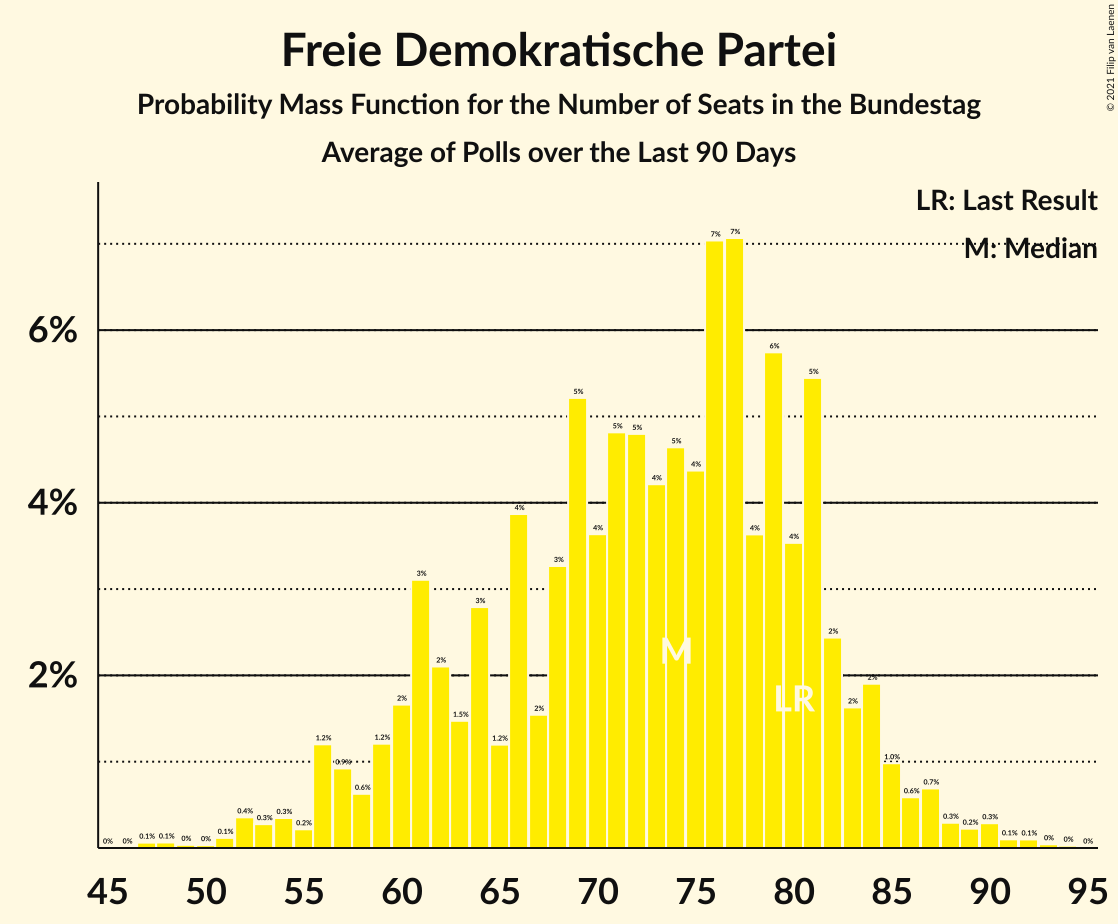 Freie Demokratische Partei
Probability Mass Function for the Number of Seats in the Bundestag
Average of Polls over the Last 90 Days
© 2021 Filip van Laenen
LR: Last Result
M: Median
6%
4%
2%
0% 0% 0.1% 0.1% 0% 0% 0.1% 0.4% 0.3% 0.3% 0.2% 1.2% 0.9% 0.6% 1.2% 2% 3% 2% 1.5% 3% 1.2% 4% 2% 3% 5% 4% 5% 5% 4% 5% 4% 7% 7% 4% 6% 4% 5% 2% 2% 2% 1.0% 0.6% 0.7% 0.3% 0.2% 0.3% 0.1% 0.1% 0% 0% 0%
M
LR
45 50 55 60 65 70 75 80 85 90 95